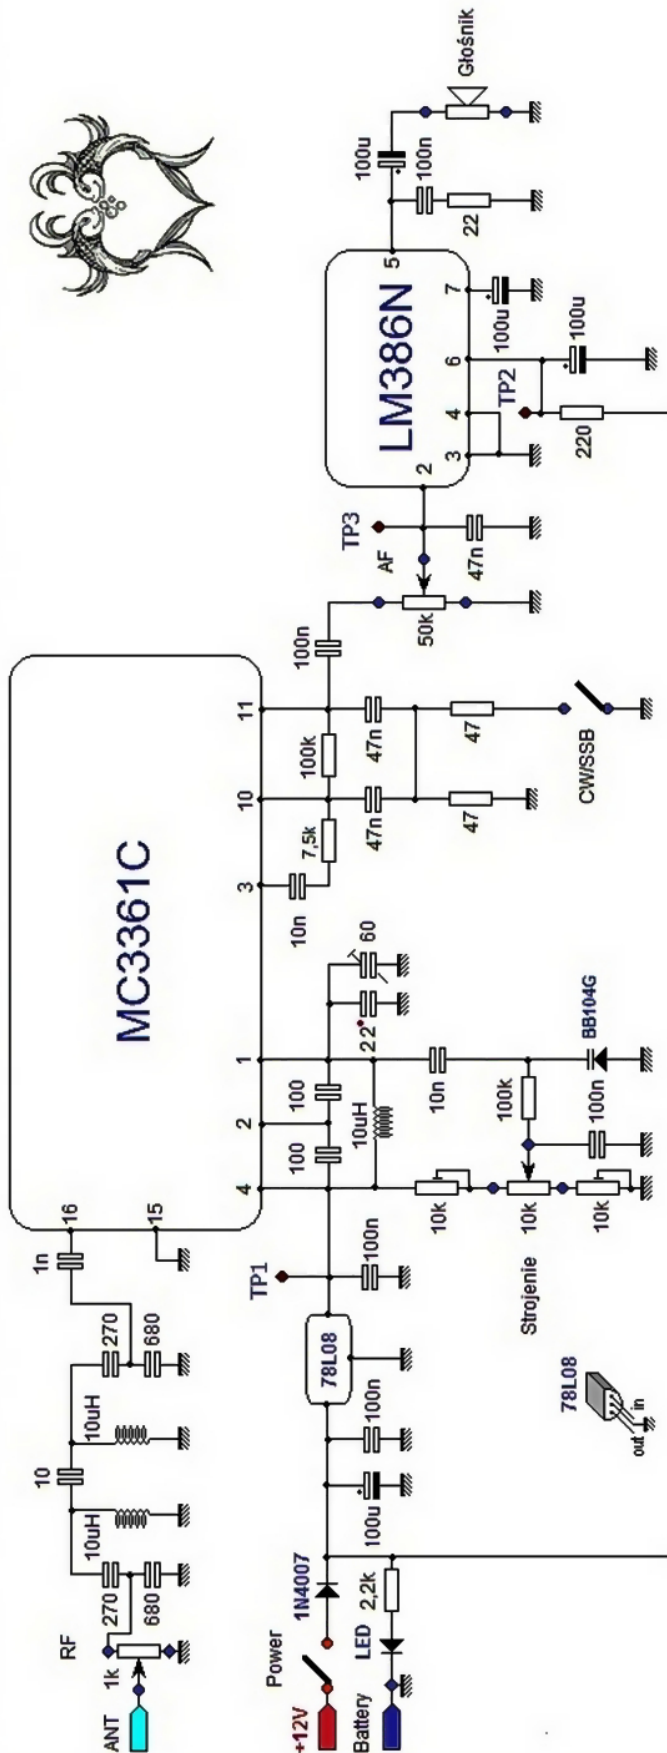 ANT
RF
1k
270
680
10uH
10
10uH
270
680
1n
16
15
MC3361C
4
2
1
3
10
11
+12V
Power
1N4007
Battery
LED
2,2k
100u
100n
78L08
TP1
100n
100
100
10uH
22
60
10n
100k
BB104G
100n
10k
10k
10k
Strojenie
78L08
out
in
10n
7,5k
100k
47n
47n
47
47
CW/SSB
100n
50k
AF
TP3
47n
LM386N
2
3
4
6
7
5
TP2
220
100u
100u
100u
100n
22
Głośnik